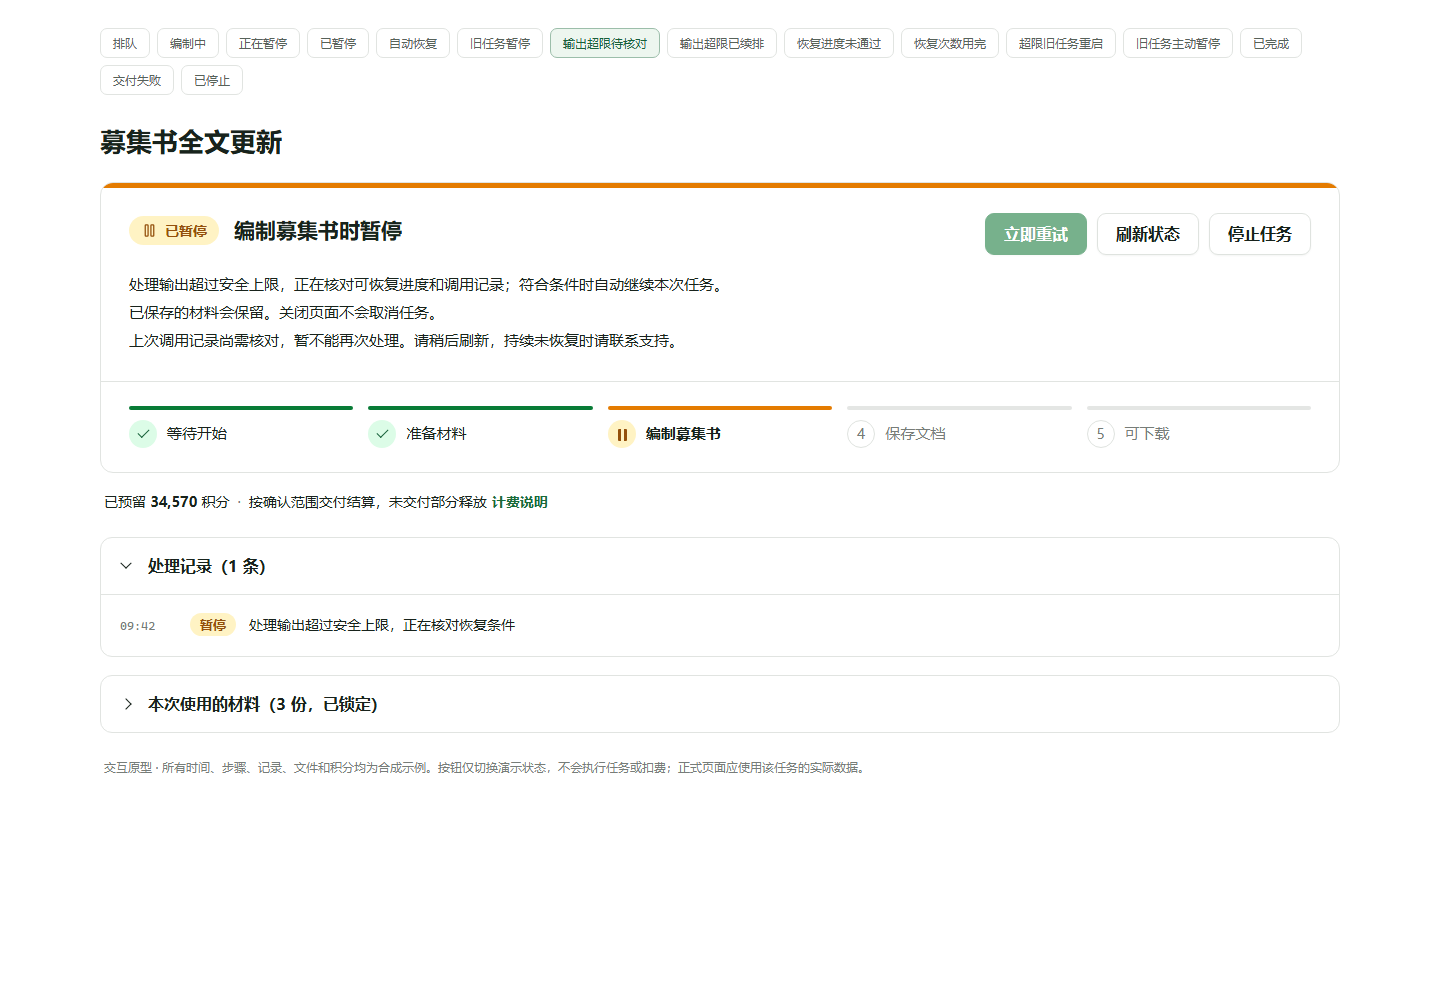 排队 编制中 正在暂停 已暂停 自动恢复 旧任务暂停 输出超限待核对 输出超限已续排 恢复进度未通过 恢复次数用完 超限旧任务重启 旧任务主动暂停 已完成
交付失败 已停止
募集书全文更新
已暂停 编制募集书时暂停 立即重试 刷新状态 停止任务
处理输出超过安全上限，正在核对可恢复进度和调用记录；符合条件时自动继续本次任务。
已保存的材料会保留。关闭页面不会取消任务。
上次调用记录尚需核对，暂不能再次处理。请稍后刷新，持续未恢复时请联系支持。
等待开始 准备材料 编制募集书 4 保存文档 5 可下载
已预留 34,570 积分 · 按确认范围交付结算，未交付部分释放 计费说明
处理记录（1 条）
09:42 暂停 处理输出超过安全上限，正在核对恢复条件
本次使用的材料（3 份，已锁定）
交互原型 · 所有时间、步骤、记录、文件和积分均为合成示例。按钮仅切换演示状态，不会执行任务或扣费；正式页面应使用该任务的实际数据。